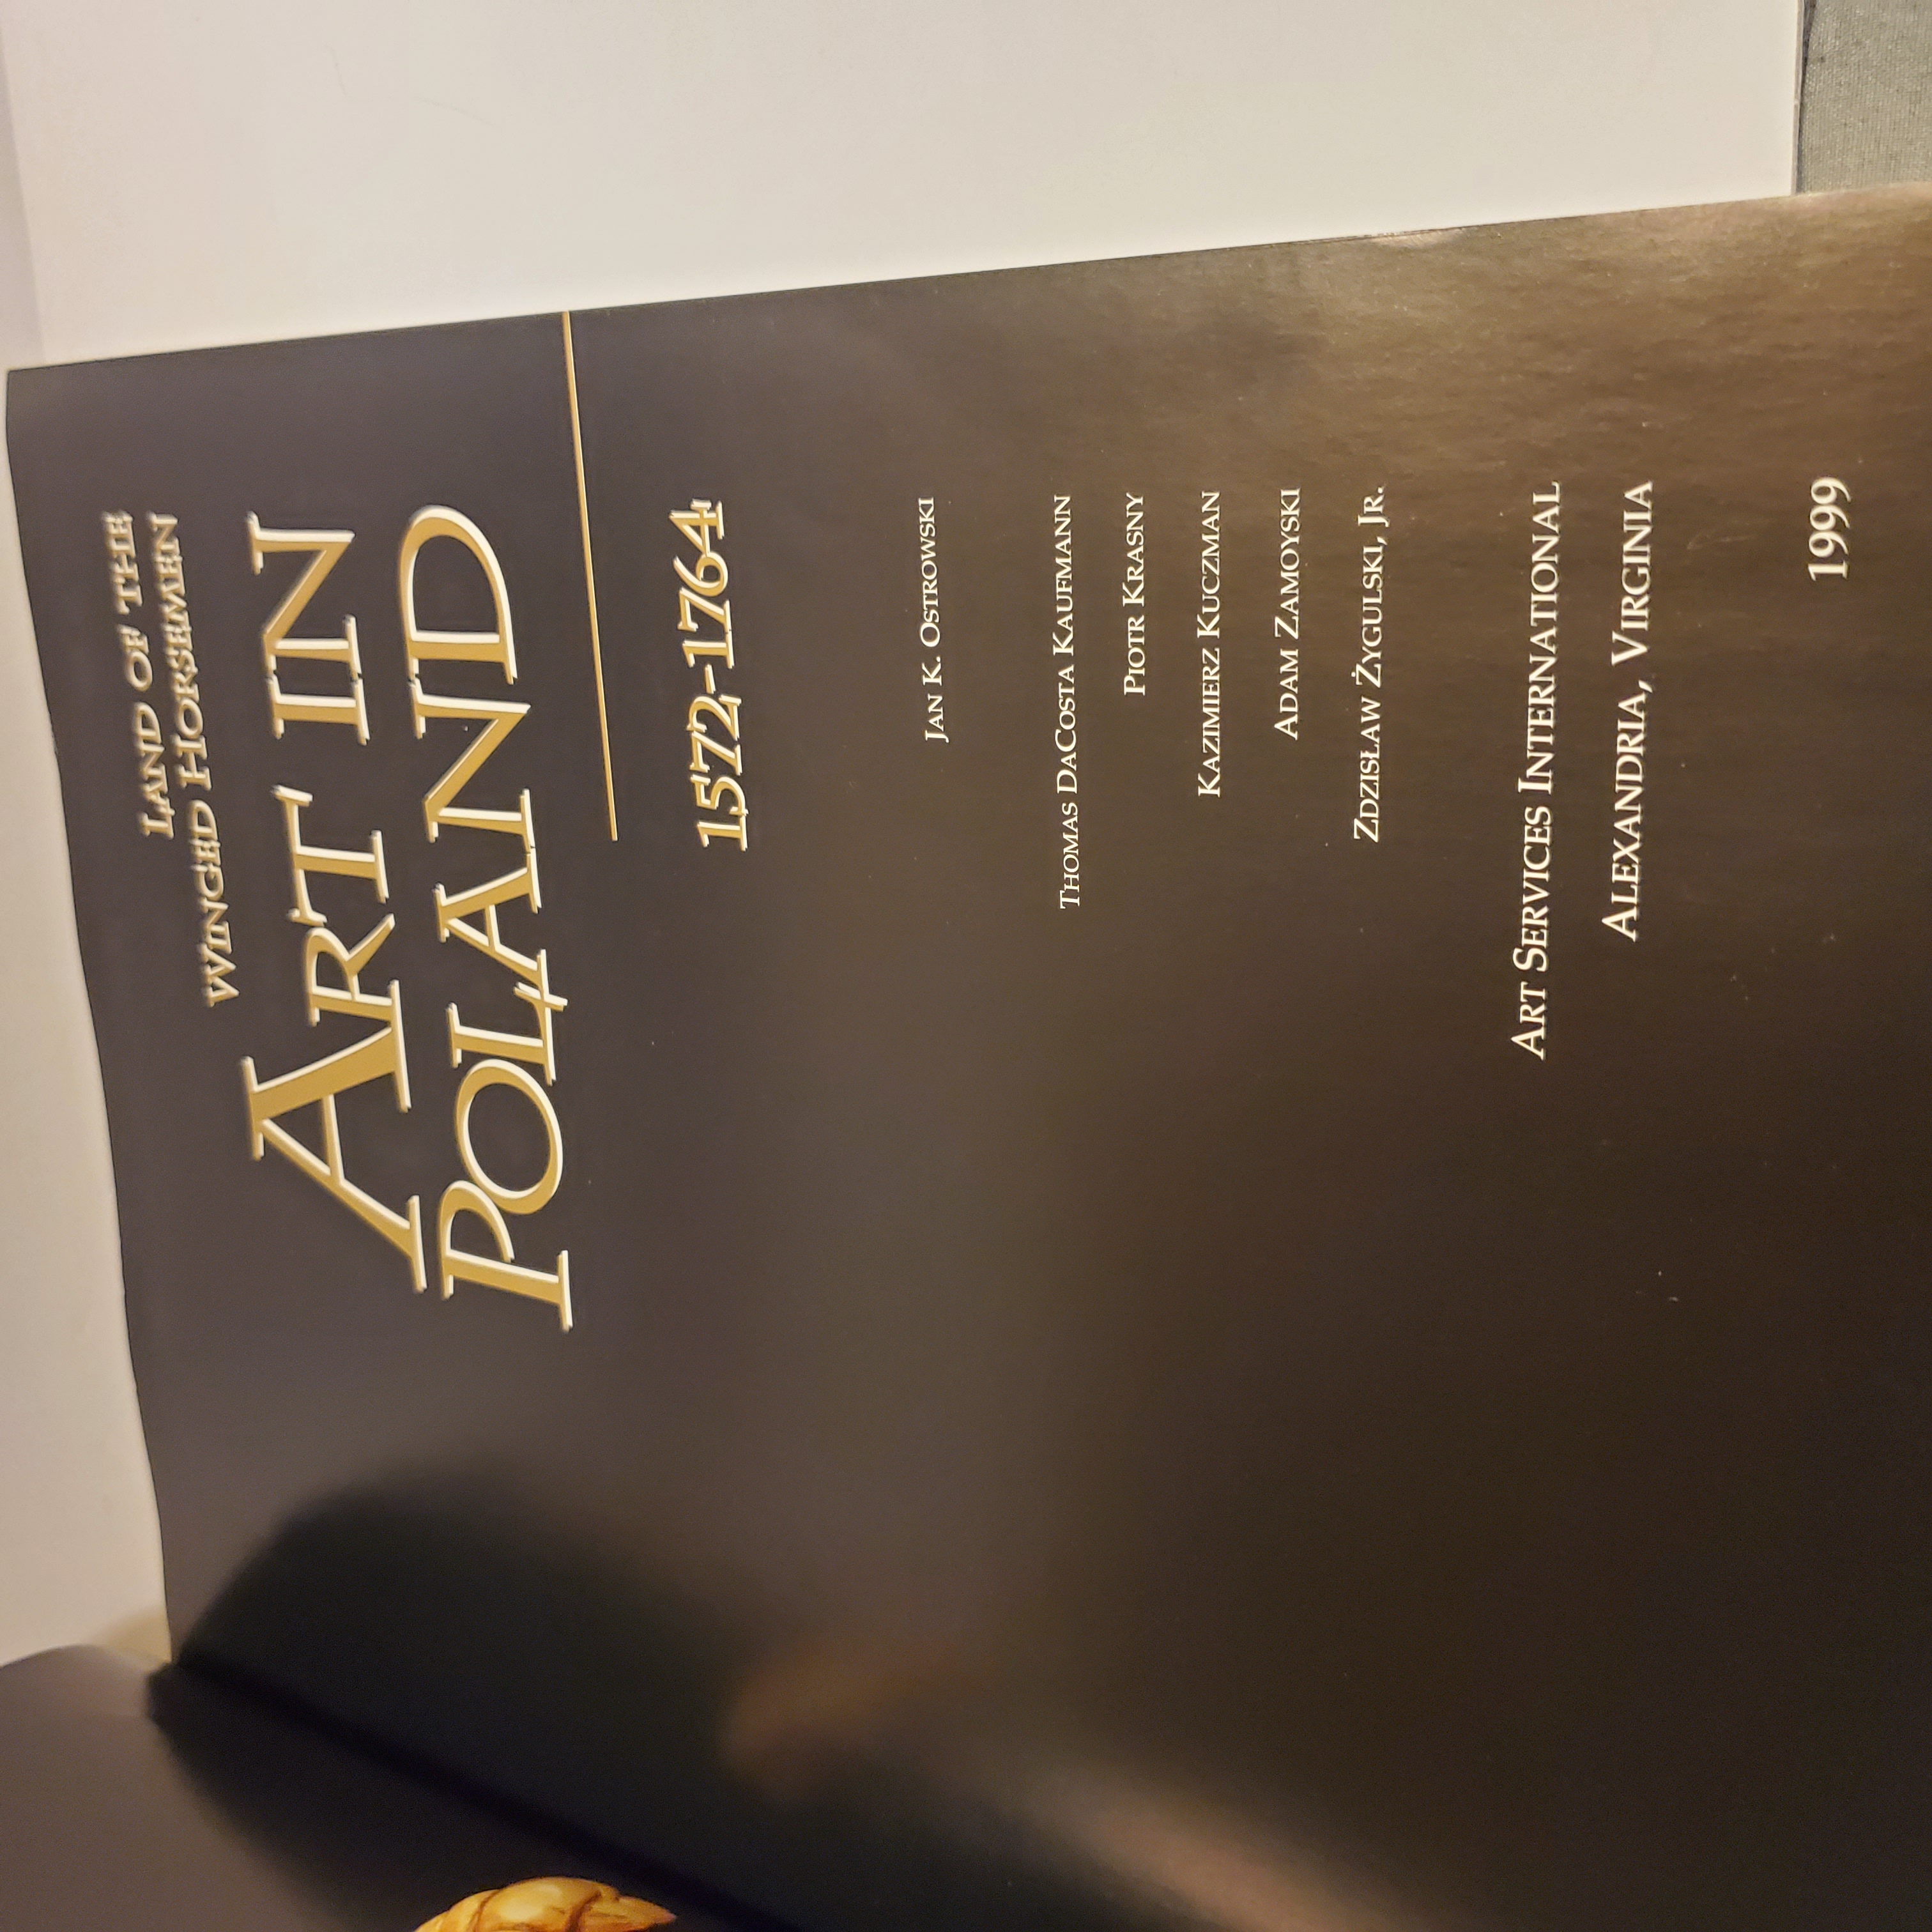 LAND OF THE
WINGED HORSEMEN
ART IN
POLAND
1572-1764
JAN K. OSTROWSKI
THOMAS DACOSTA KAUFMANN
PIOTR KRASNY
KAZIMIERZ KUCZMAN
ADAM ZAMOYSKI
ZDZISŁAW ŻYGULSKI, JR.
ART SERVICES INTERNATIONAL
ALEXANDRIA, VIRGINIA
1999